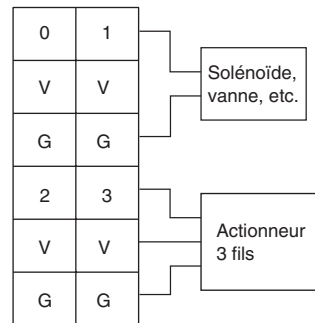 0 1
Solénoïde,
vanne, etc.
V V
G G
2 3
Actionneur
3 fils
V V
G G